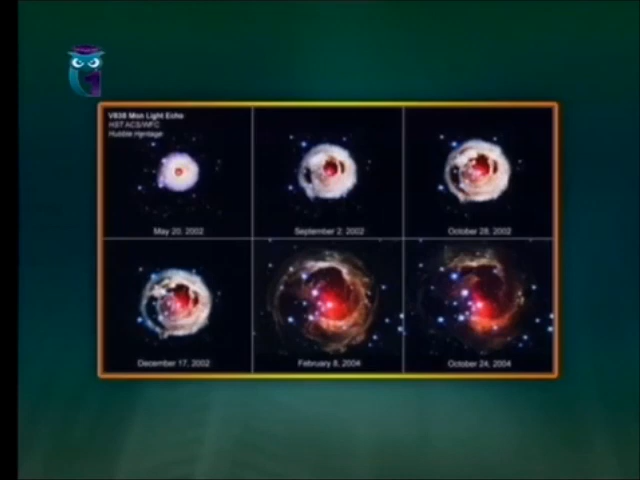 V838 Mon Light Echo
HST ACS/WFC
Hubble Heritage
May 20, 2002
September 2, 2002
October 28, 2002
December 17, 2002
February 8, 2004
October 24, 2004